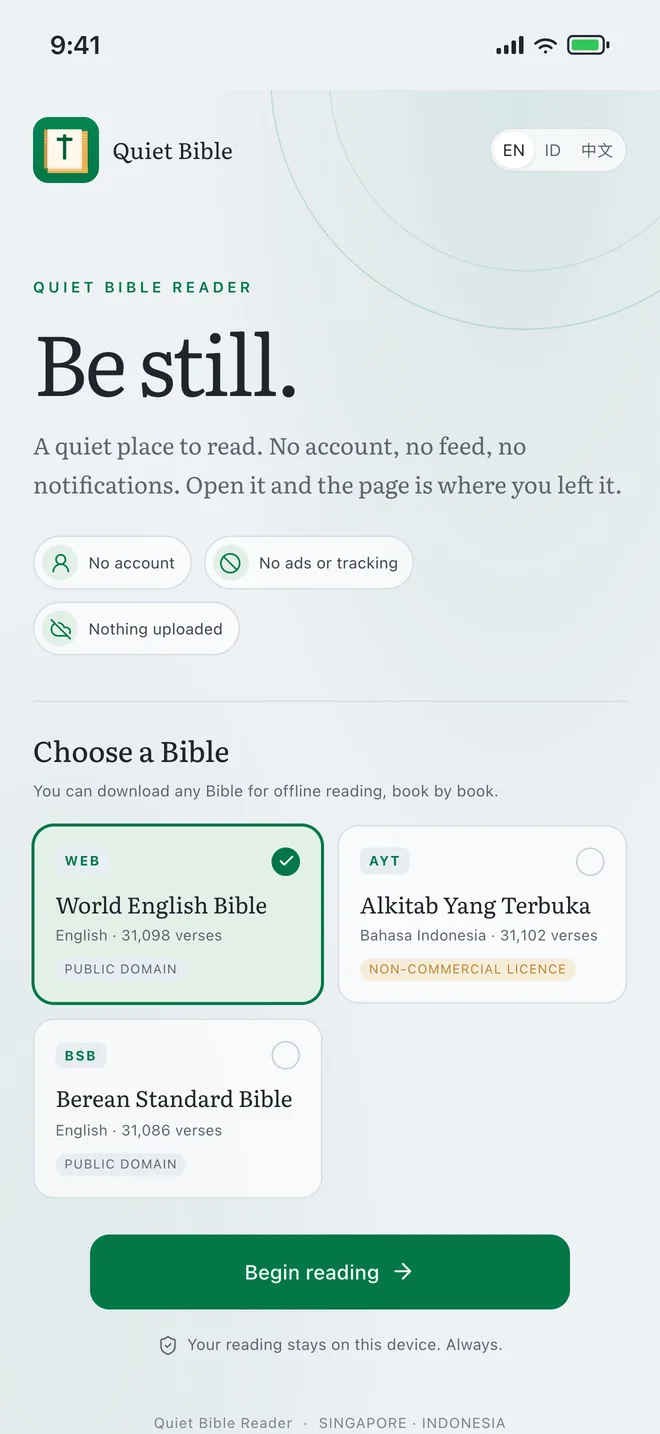 9:41
Quiet Bible
EN ID 中文
QUIET BIBLE READER
Be still.
A quiet place to read. No account, no feed, no
notifications. Open it and the page is where you left it.
No account
No ads or tracking
Nothing uploaded
Choose a Bible
You can download any Bible for offline reading, book by book.
WEB
World English Bible
English · 31,098 verses
PUBLIC DOMAIN
AYT
Alkitab Yang Terbuka
Bahasa Indonesia · 31,102 verses
NON-COMMERCIAL LICENCE
BSB
Berean Standard Bible
English · 31,086 verses
PUBLIC DOMAIN
Begin reading →
Your reading stays on this device. Always.
Quiet Bible Reader · SINGAPORE · INDONESIA